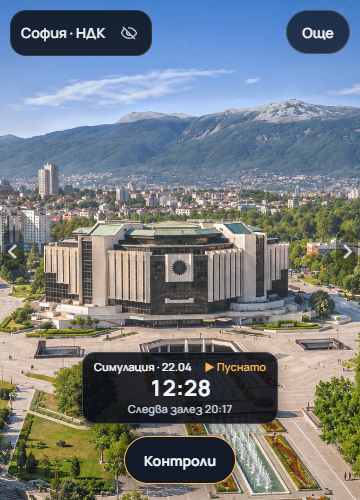 София · НДК
Още
Симулация · 22.04 ▶ Пуснато
12:28
Следва залез 20:17
Контроли